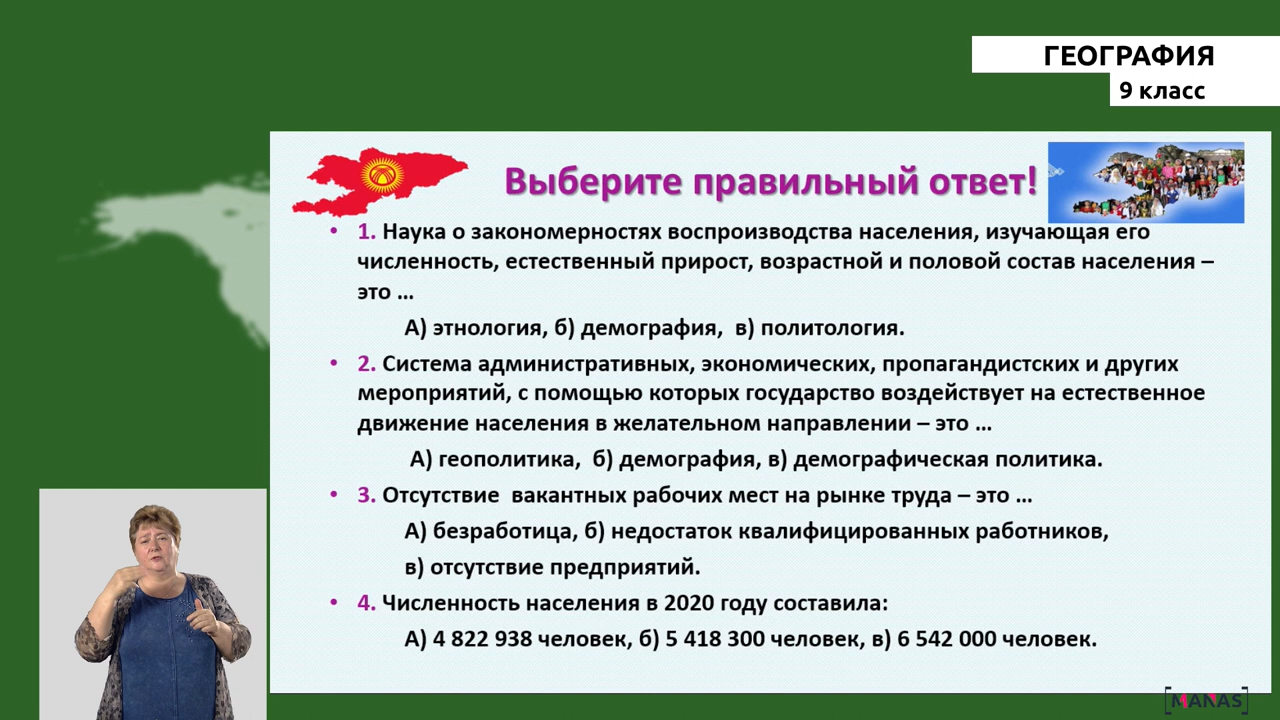 ГЕОГРАФИЯ
9 класс
Выберите правильный ответ!
• 1. Наука о закономерностях воспроизводства населения, изучающая его
численность, естественный прирост, возрастной и половой состав населения –
это ...
А) этнология, б) демография, в) политология.
• 2. Система административных, экономических, пропагандистских и других
мероприятий, с помощью которых государство воздействует на естественное
движение населения в желательном направлении – это ...
А) геополитика, б) демография, в) демографическая политика.
• 3. Отсутствие вакантных рабочих мест на рынке труда – это ...
А) безработица, б) недостаток квалифицированных работников,
в) отсутствие предприятий.
• 4. Численность населения в 2020 году составила:
А) 4 822 938 человек, б) 5 418 300 человек, в) 6 542 000 человек.
[MANAS]